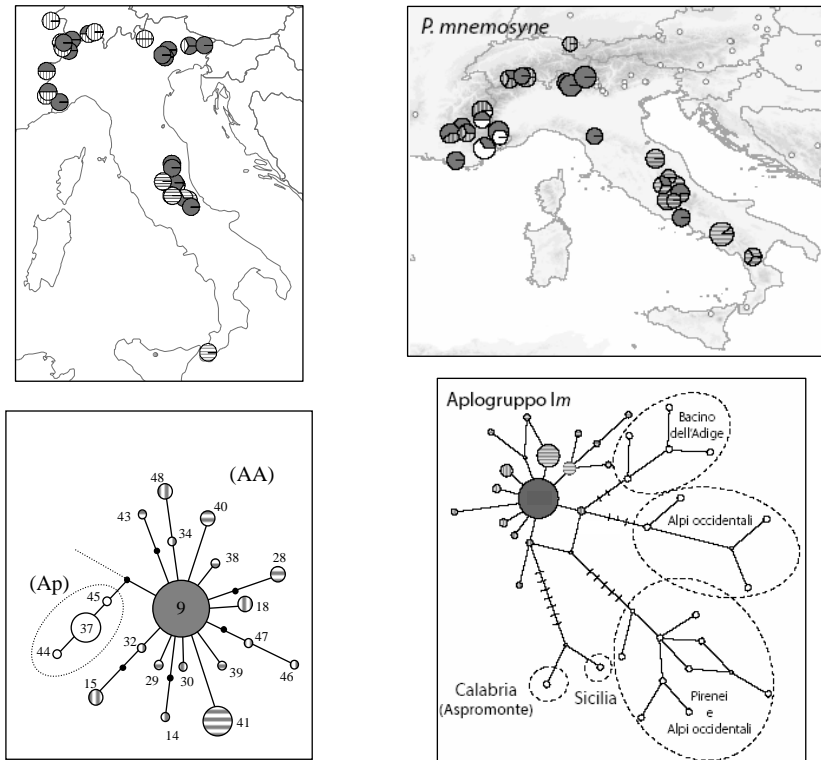 P. mnemosyne
(AA)
48
40
43
34
38
28
(Ap)
45
9
18
37
47
44
32
46
29
30
39
15
41
14
Aplogruppo Im
Bacino
dell'Adige
Alpi occidentali
Calabria
(Aspromonte)
Sicilia
Pirenei
e
Alpi occidentali